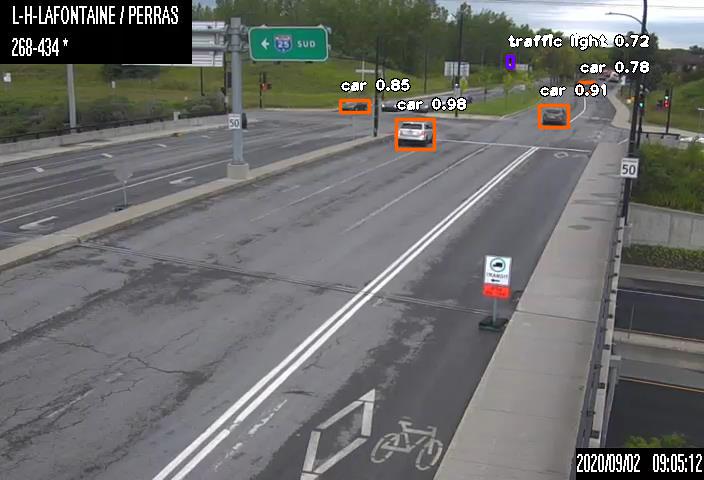 L-H-LAFONTAINE / PERRAS
268-434 *
25 SUD
traffic light 0.72
car 0.78
car 0.85
car 0.91
car 0.98
50
50
TRANSIT
2020/09/02 09:05:12